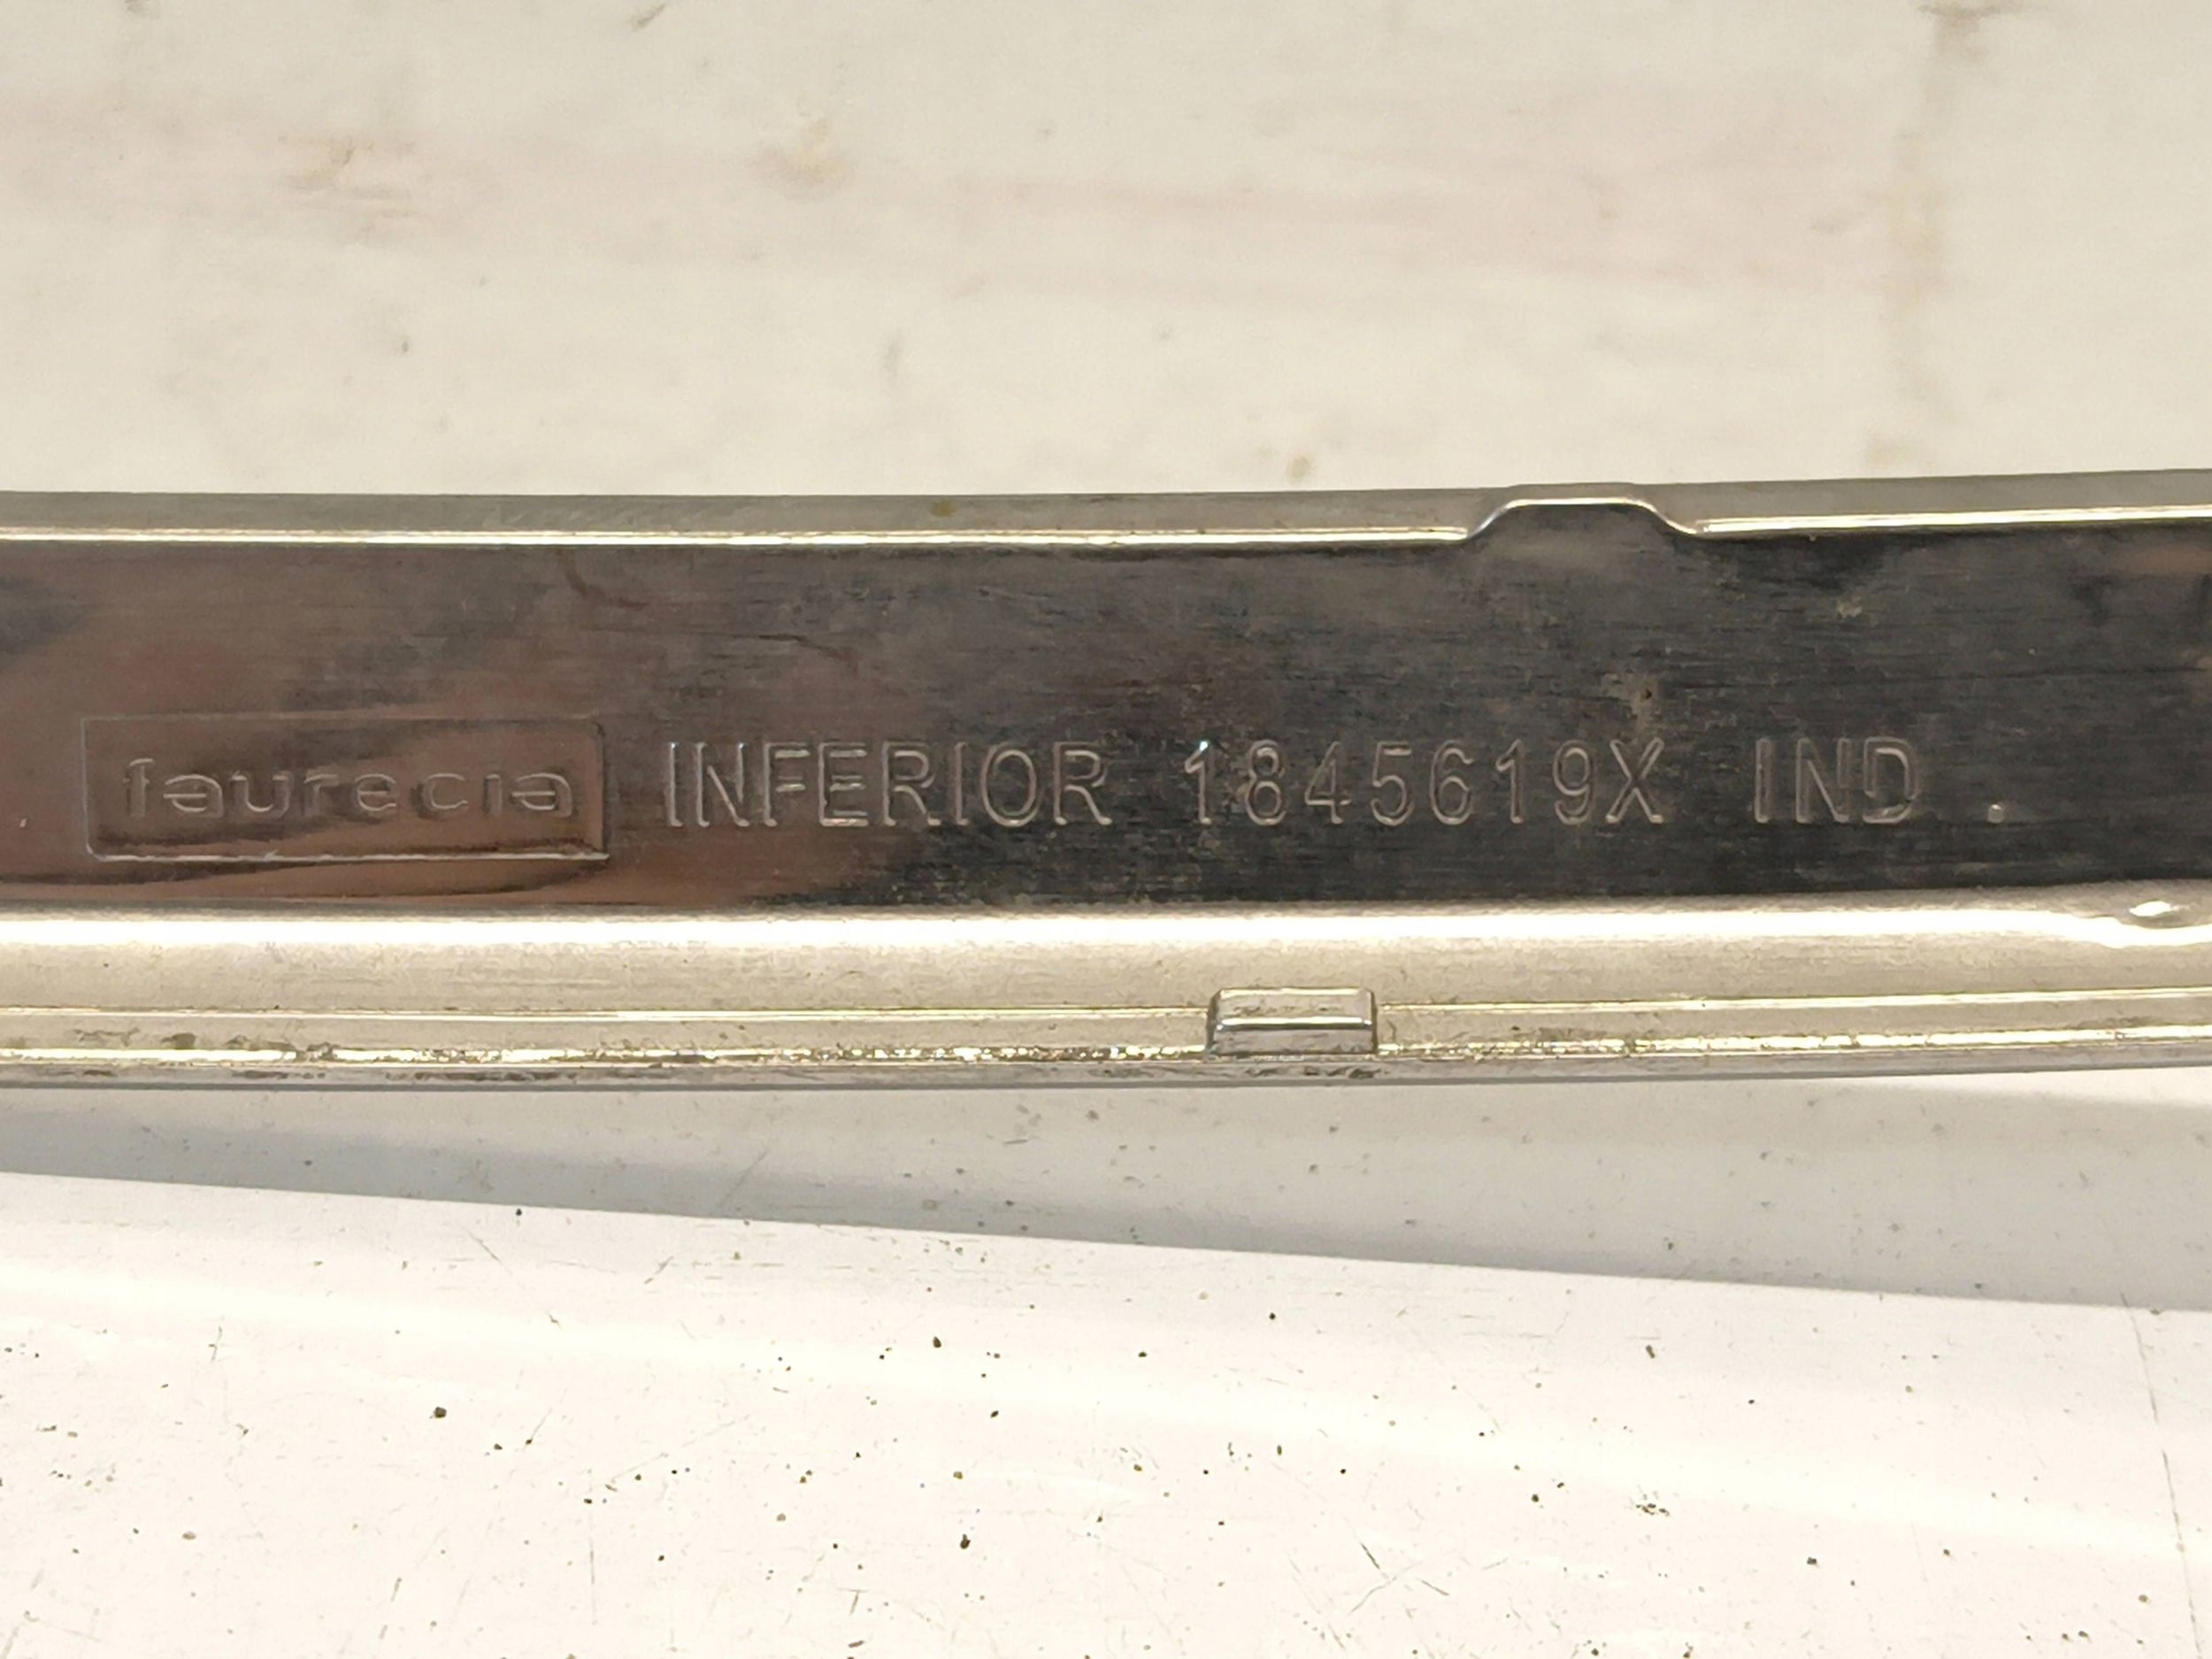 faurecia INFERIOR 1845619X IND .